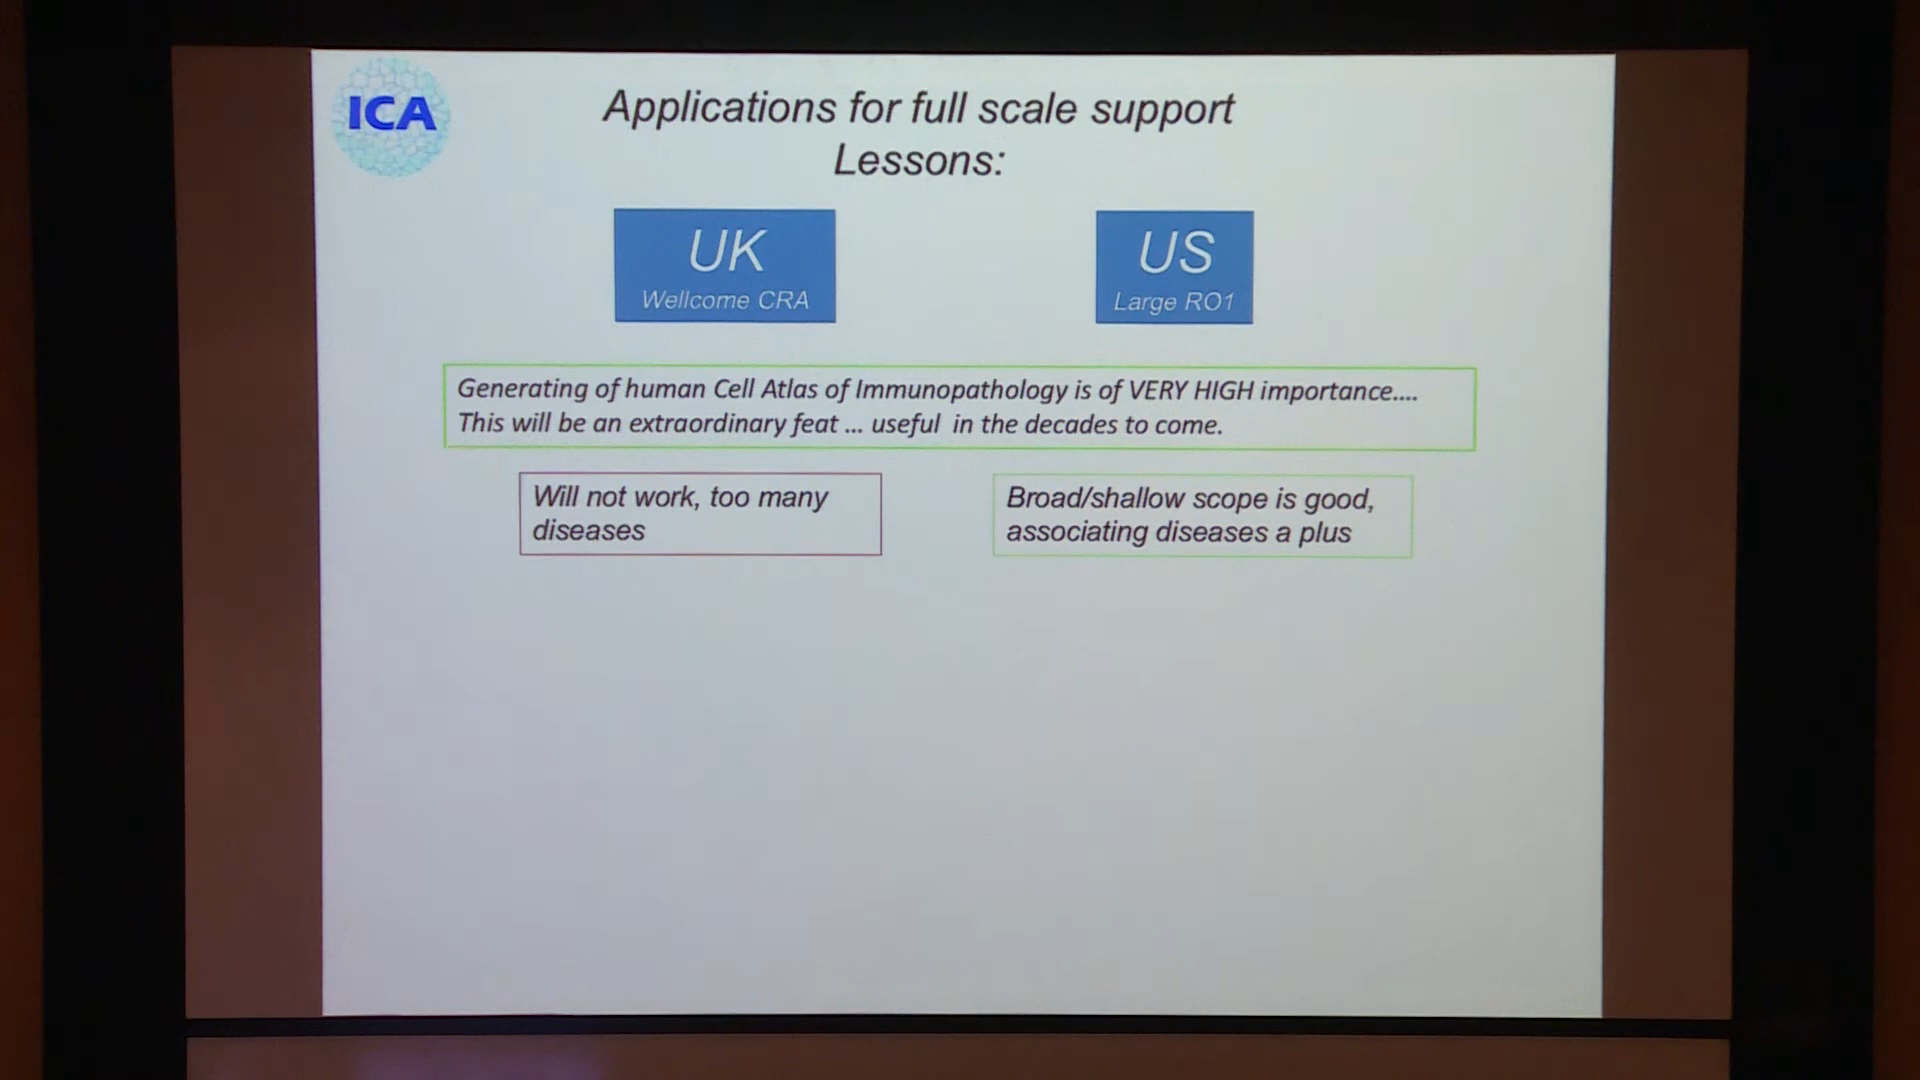 ICA
Applications for full scale support
Lessons:
UK
Wellcome CRA
US
Large RO1
Generating of human Cell Atlas of Immunopathology is of VERY HIGH importance....
This will be an extraordinary feat ... useful in the decades to come.
Will not work, too many
diseases
Broad/shallow scope is good,
associating diseases a plus